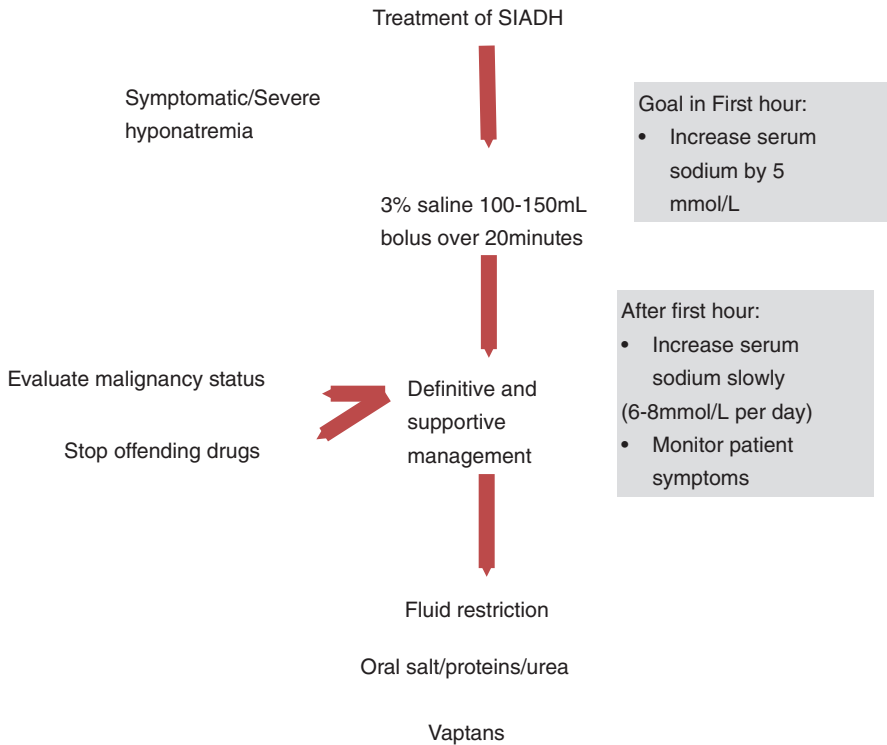 Treatment of SIADH
Symptomatic/Severe
hyponatremia
Goal in First hour:
• Increase serum
sodium by 5
mmol/L
3% saline 100-150mL
bolus over 20minutes
After first hour:
• Increase serum
sodium slowly
(6-8mmol/L per day)
• Monitor patient
symptoms
Evaluate malignancy status
Stop offending drugs
Definitive and
supportive
management
Fluid restriction
Oral salt/proteins/urea
Vaptans